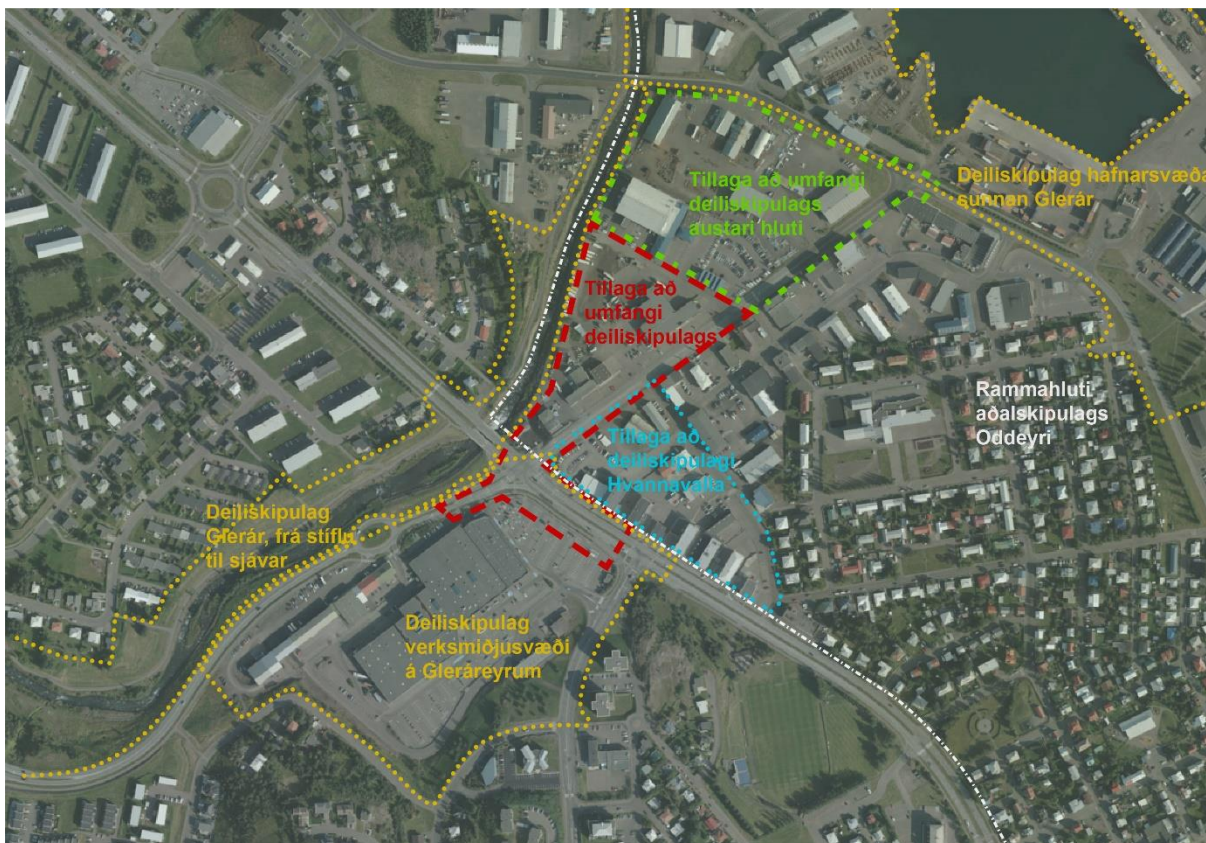 Tillaga að umfangi
deiliskipulags
austari hluti
Deiliskipulag hafnarsvæða
sunnan Glerár
Tillaga að
umfangi
deiliskipulags
Rammahluti
aðalskipulags
Oddeyri
Tillaga að
deiliskipulagi
Hvannavalla
Deiliskipulag
Glerár, frá stíflu
til sjávar
Deiliskipulag
verksmiðjusvæði
á Gleráreyrum